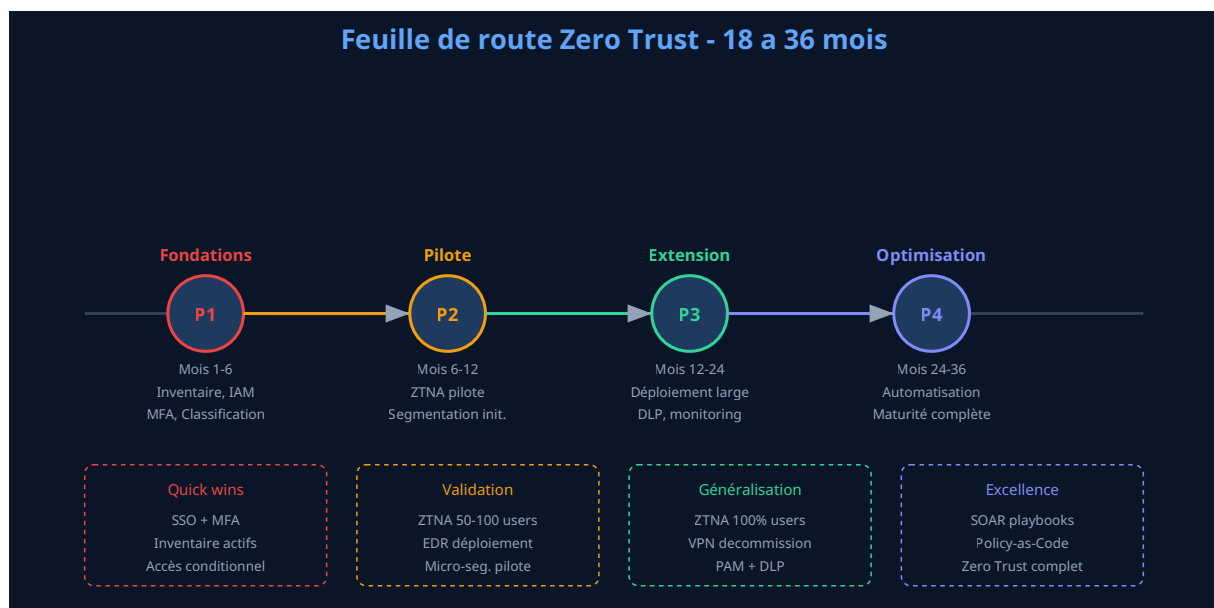 Feuille de route Zero Trust - 18 a 36 mois
Fondations
P1
Mois 1-6
Inventaire, IAM
MFA, Classification
Pilote
P2
Mois 6-12
ZTNA pilote
Segmentation init.
Extension
P3
Mois 12-24
Déploiement large
DLP, monitoring
Optimisation
P4
Mois 24-36
Automatisation
Maturité complète
Quick wins
SSO + MFA
Inventaire actifs
Accès conditionnel
Validation
ZTNA 50-100 users
EDR déploiement
Micro-seg. pilote
Généralisation
ZTNA 100% users
VPN decommission
PAM + DLP
Excellence
SOAR playbooks
Policy-as-Code
Zero Trust complet